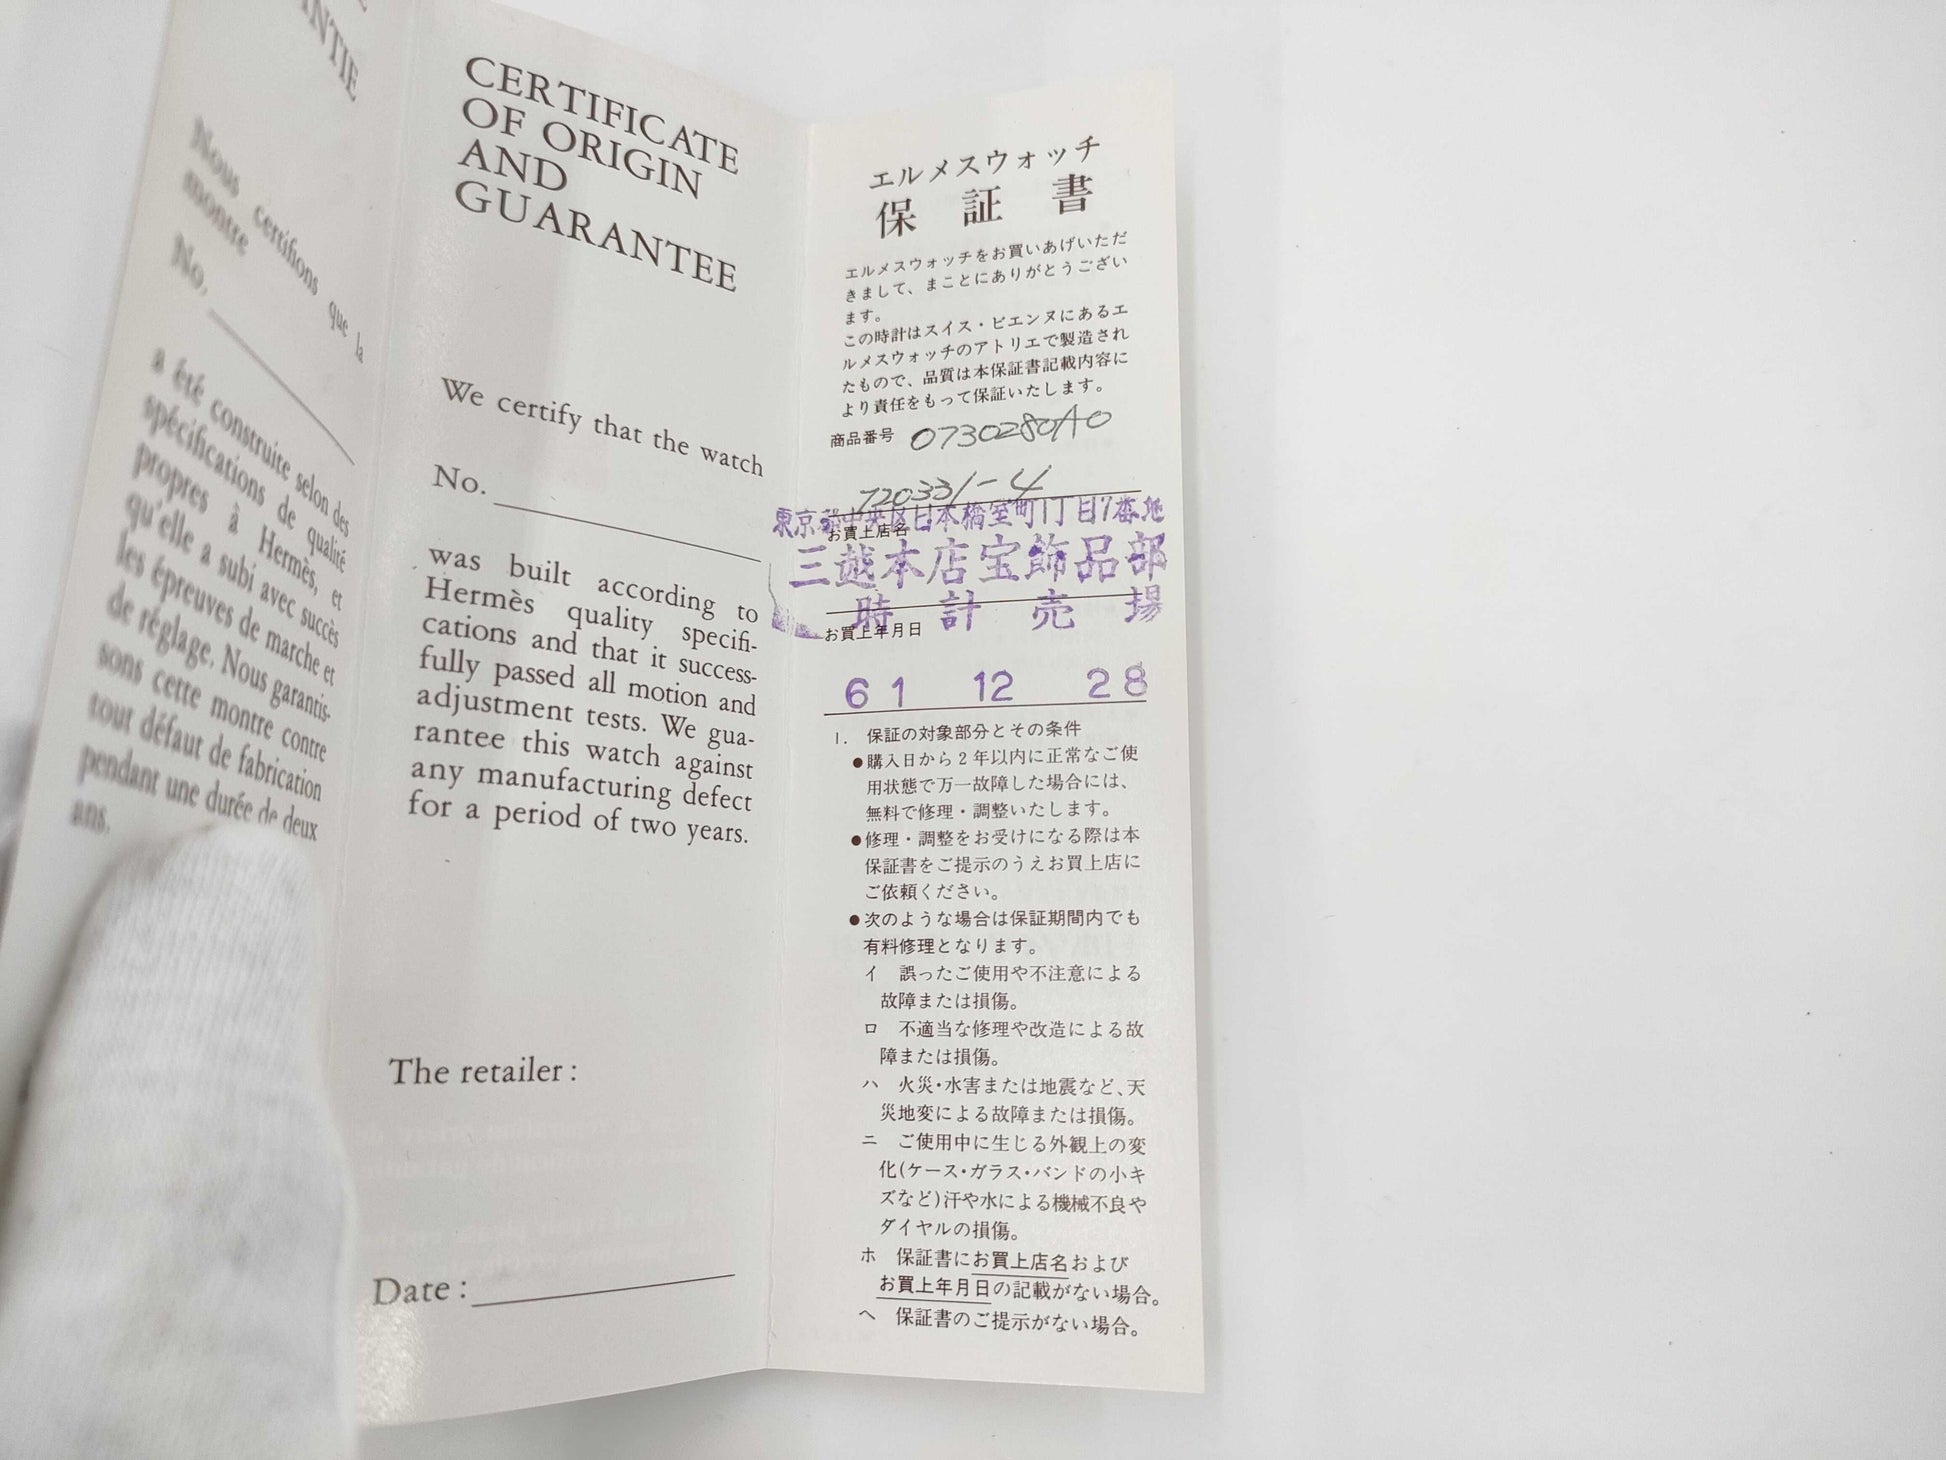 NTIE
Nous certifions que la
montre
No.
a été construite selon des
spécifications de qualité
propres à Hermès, et
qu'elle a subi avec succès
les épreuves de marche et
de réglage. Nous garantis-
sons cette montre contre
tout défaut de fabrication
pendant une durée de deux
ans.
CERTIFICATE
OF ORIGIN
AND
GUARANTEE
We certify that the watch
No.
was built according to
Hermès quality specifi-
cations and that it success-
fully passed all motion and
adjustment tests. We gua-
rantee this watch against
any manufacturing defect
for a period of two years.
The retailer :
Date :
エルメスウォッチ
保証書
エルメスウォッチをお買いあげいただ
きまして、まことにありがとうござい
ます。
この時計はスイス・ビエンヌにあるエ
ルメスウォッチのアトリエで製造され
たもので、品質は本保証書記載内容に
より責任をもって保証いたします。
商品番号 0730280A0
720331-4
東京都中央区日本橋室町1丁目7番地
お買上店名
三越本店宝飾品部
時計売場
お買上年月日
61 12 28
1. 保証の対象部分とその条件
●購入日から2年以内に正常なご使
用状態で万一故障した場合には、
無料で修理・調整いたします。
●修理・調整をお受けになる際は本
保証書をご提示のうえお買上店に
ご依頼ください。
●次のような場合は保証期間内でも
有料修理となります。
イ 誤ったご使用や不注意による
故障または損傷。
ロ 不適当な修理や改造による故
障または損傷。
ハ 火災・水害または地震など、天
災地変による故障または損傷。
ニ ご使用中に生じる外観上の変
化(ケース・ガラス・バンドの小キ
ズなど)汗や水による機械不良や
ダイヤルの損傷。
ホ 保証書にお買上店名および
お買上年月日の記載がない場合。
ヘ 保証書のご提示がない場合。